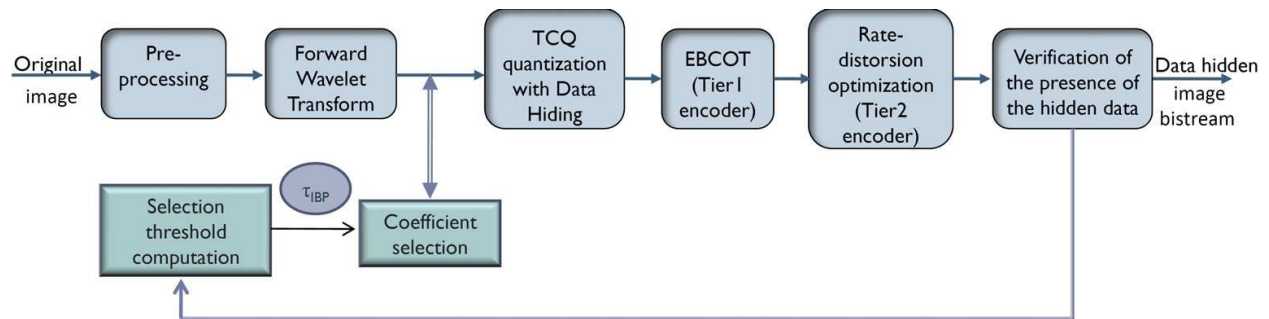 Original
image
Pre-
processing
Forward
Wavelet
Transform
TCQ
quantization
with Data
Hiding
EBCOT
(Tier1
encoder)
Rate-
distorsion
optimization
(Tier2
encoder)
Verification of
the presence of
the hidden data
Data hidden
image
bistream
Selection
threshold
computation
τIBP
Coefficient
selection